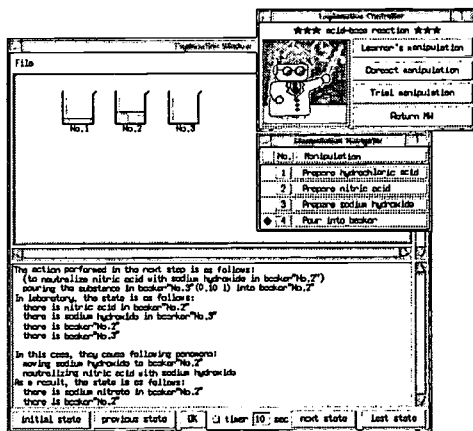 Explanation Window
File
No.1 No.2 No.3
Explanation Controller
★★★ acid-base reaction ★★★
Learner's manipulation
Correct manipulation
Trial manipulation
Return MW
Manipulation Navigator
No. Manipulation
1 Prepare hydrochloric acid
2 Prepare nitric acid
3 Prepare sodium hydroxide
4 Pour into beaker
The action performed in the next step is as follows:
(to neutralize nitric acid with sodium hydroxide in beaker"No.2")
pouring the substance in beaker"No.3"(0.10 l) into beaker"No.2"
In laboratory, the state is as follows:
there is nitric acid in beaker"No.2"
there is sodium hydroxide in beaker"No.3"
there is beaker"No.2"
there is beaker"No.3"
In this case, they cause following panomena:
moving sodium hydroxide to beaker"No.2"
neutralizing nitric acid with sodium hydroxide
As a result, the state is as follows:
there is sodium nitrate in beaker"No.2"
there is beaker"No.2"
initial state previous state OK timer 10 sec next state last state